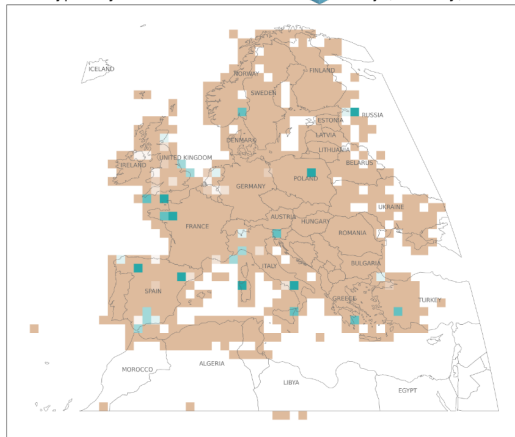 ICELAND
NORWAY
FINLAND
SWEDEN
RUSSIA
ESTONIA
LATVIA
DENMARK
LITHUANIA
UNITED KINGDOM
BELARUS
IRELAND
POLAND
GERMANY
UKRAINE
AUSTRIA
HUNGARY
FRANCE
ROMANIA
BULGARIA
ITALY
SPAIN
GREECE
TURKEY
MOROCCO
ALGERIA
LIBYA
EGYPT